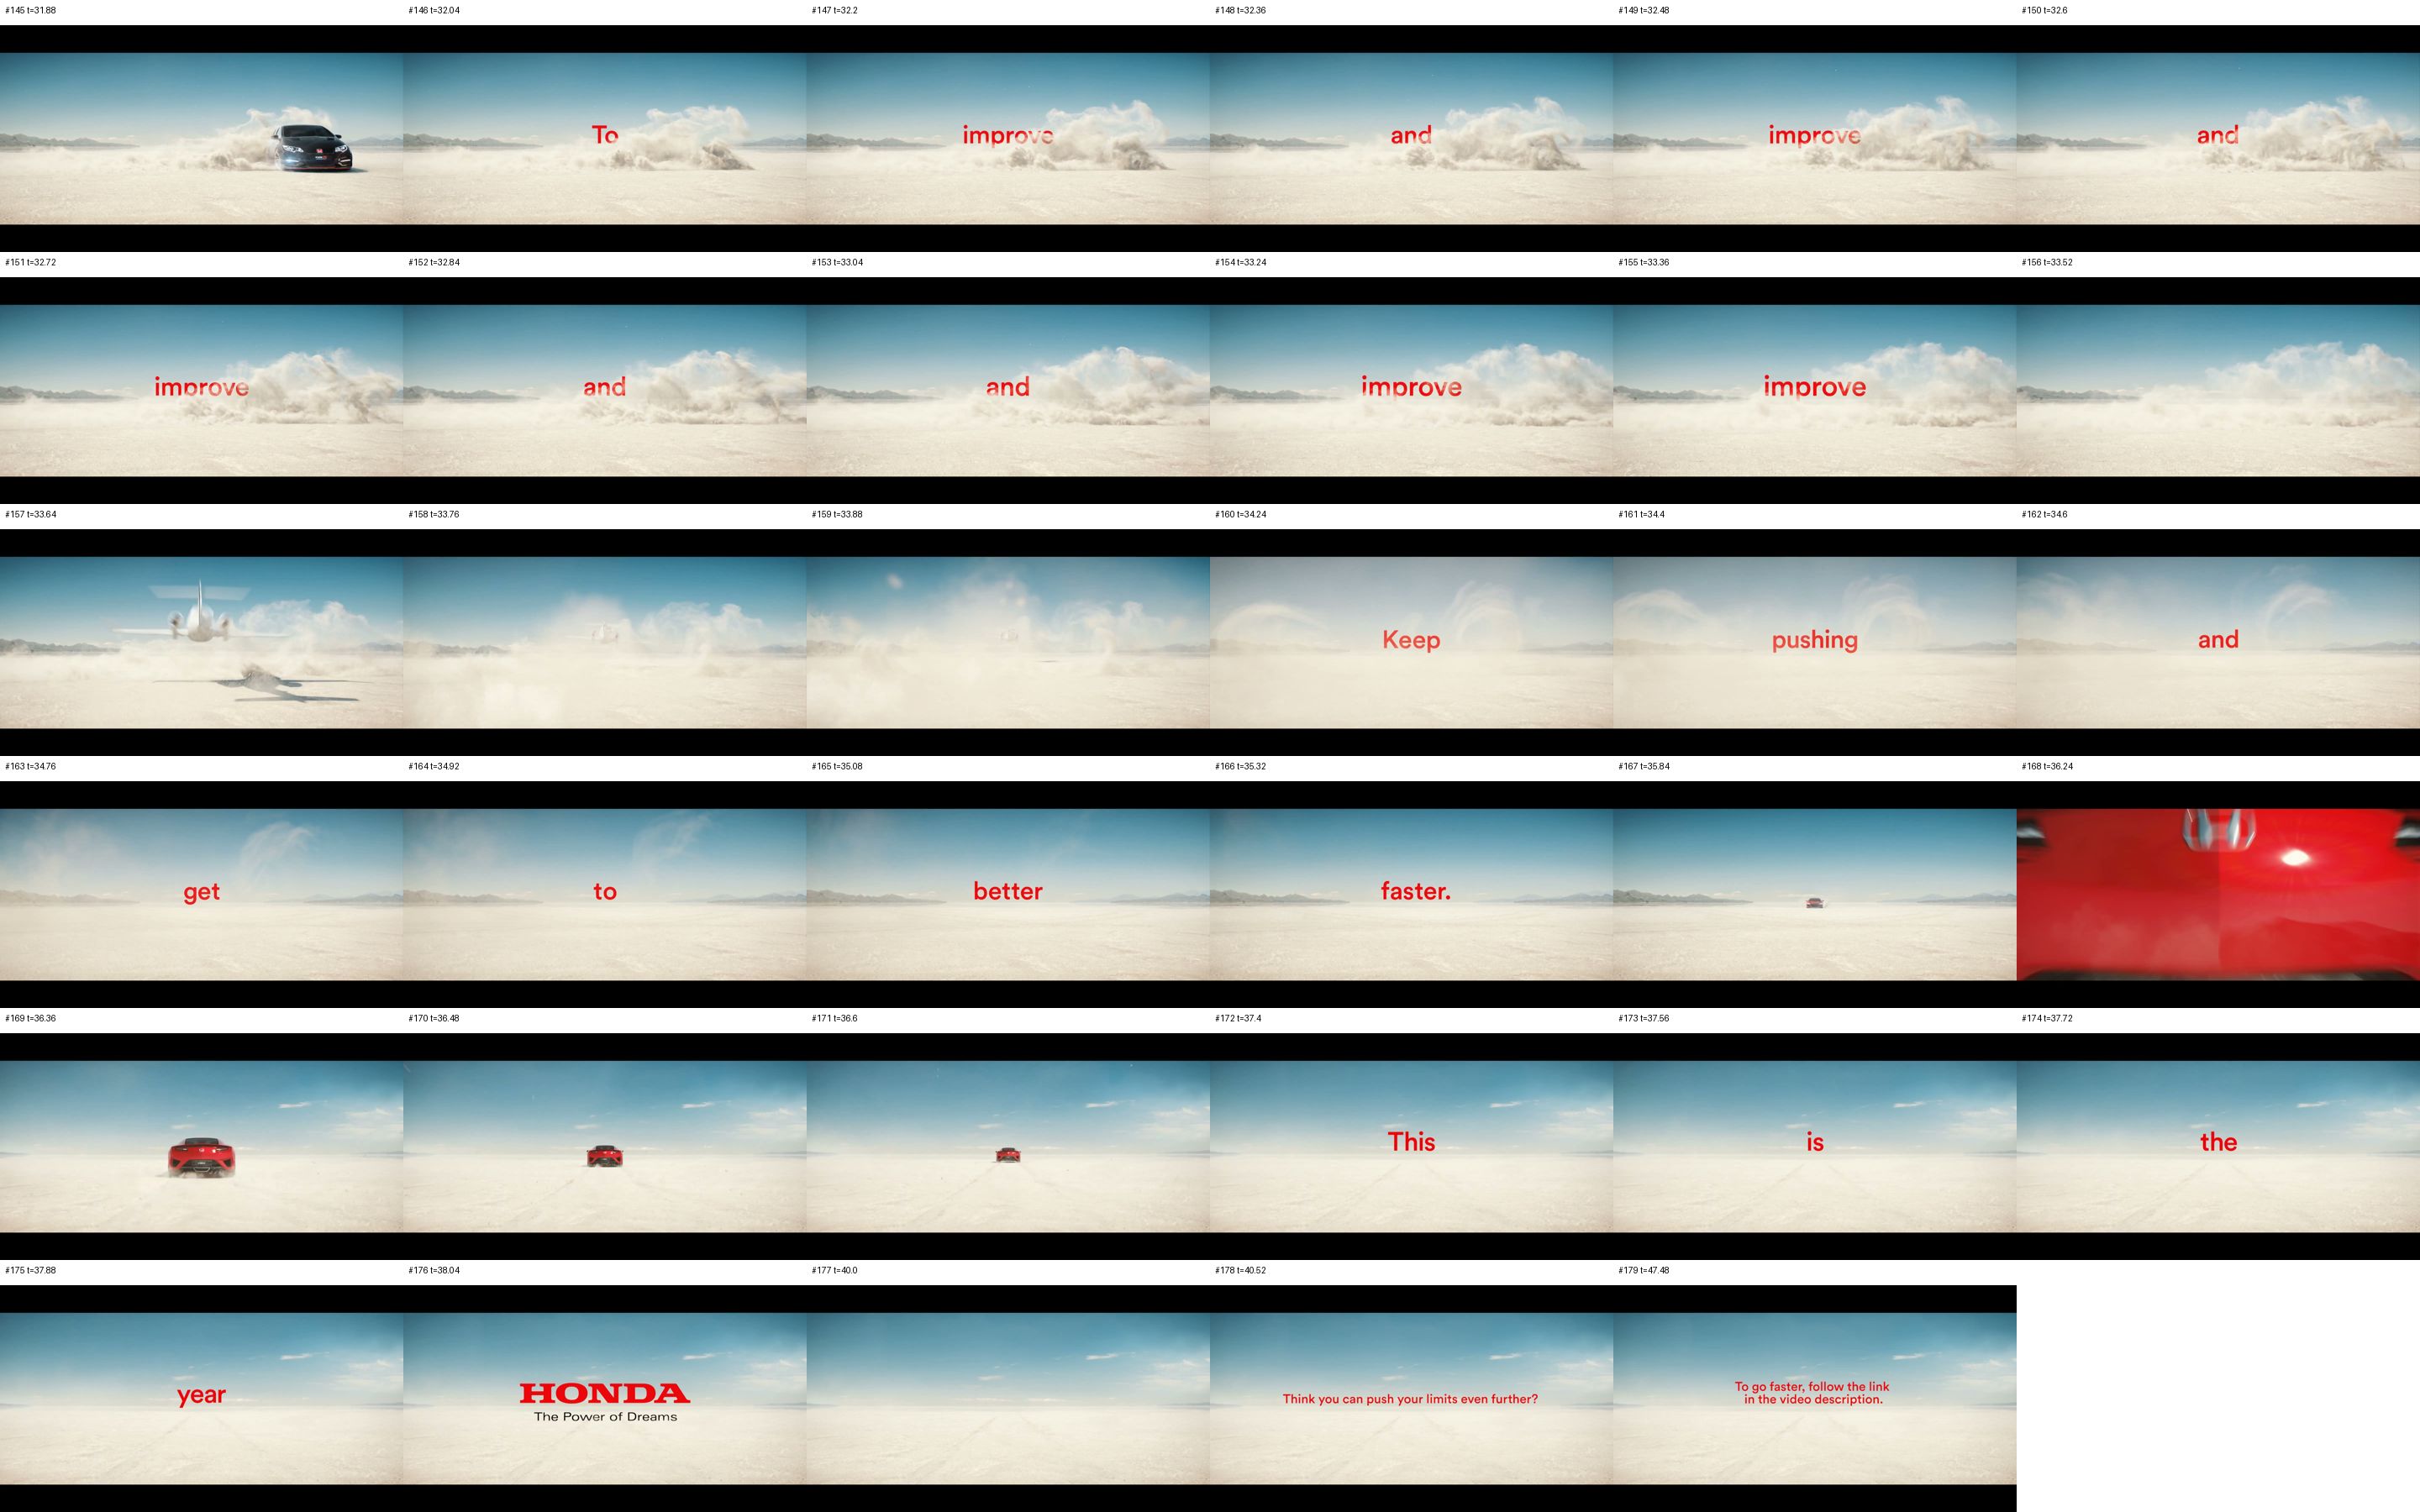 #145 t=31.88
#146 t=32.04
#147 t=32.2
#148 t=32.36
#149 t=32.48
#150 t=32.6
To
improve
and
improve
and
#151 t=32.72
#152 t=32.84
#153 t=33.04
#154 t=33.24
#155 t=33.36
#156 t=33.52
improve
and
and
improve
improve
#157 t=33.64
#158 t=33.76
#159 t=33.88
#160 t=34.24
#161 t=34.4
#162 t=34.6
Keep
pushing
and
#163 t=34.76
#164 t=34.92
#165 t=35.08
#166 t=35.32
#167 t=35.84
#168 t=36.24
get
to
better
faster.
#169 t=36.36
#170 t=36.48
#171 t=36.6
#172 t=37.4
#173 t=37.56
#174 t=37.72
This
is
the
#175 t=37.88
#176 t=38.04
#177 t=40.0
#178 t=40.52
#179 t=47.48
year
HONDA
The Power of Dreams
Think you can push your limits even further?
To go faster, follow the link
in the video description.